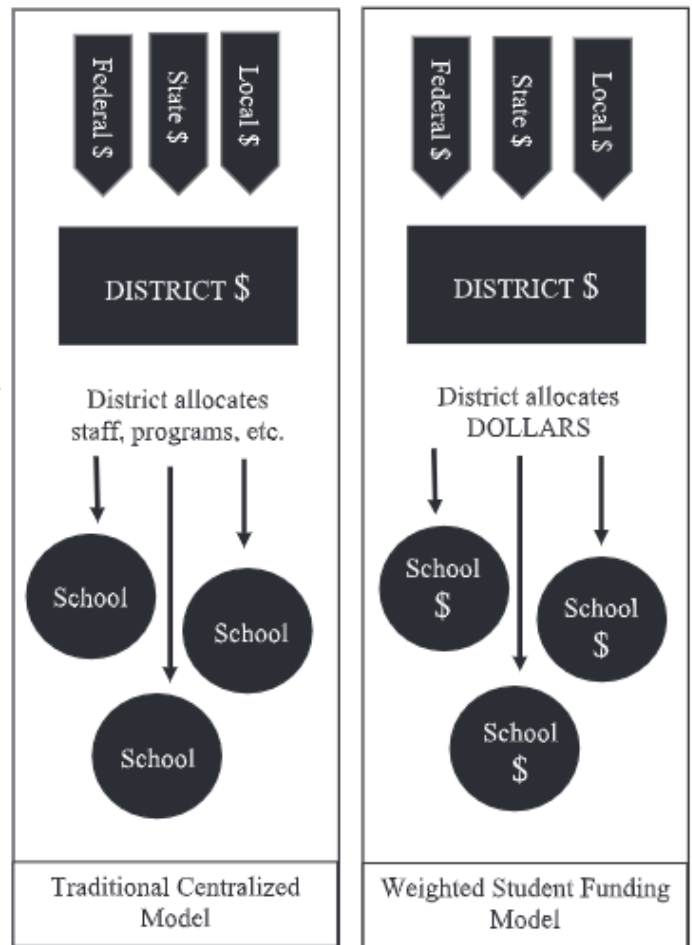 Federal $
State $
Local $
DISTRICT $
District allocates
staff, programs, etc.
School
School
School
Traditional Centralized
Model
Federal $
State $
Local $
DISTRICT $
District allocates
DOLLARS
School
$
School
$
School
$
Weighted Student Funding
Model